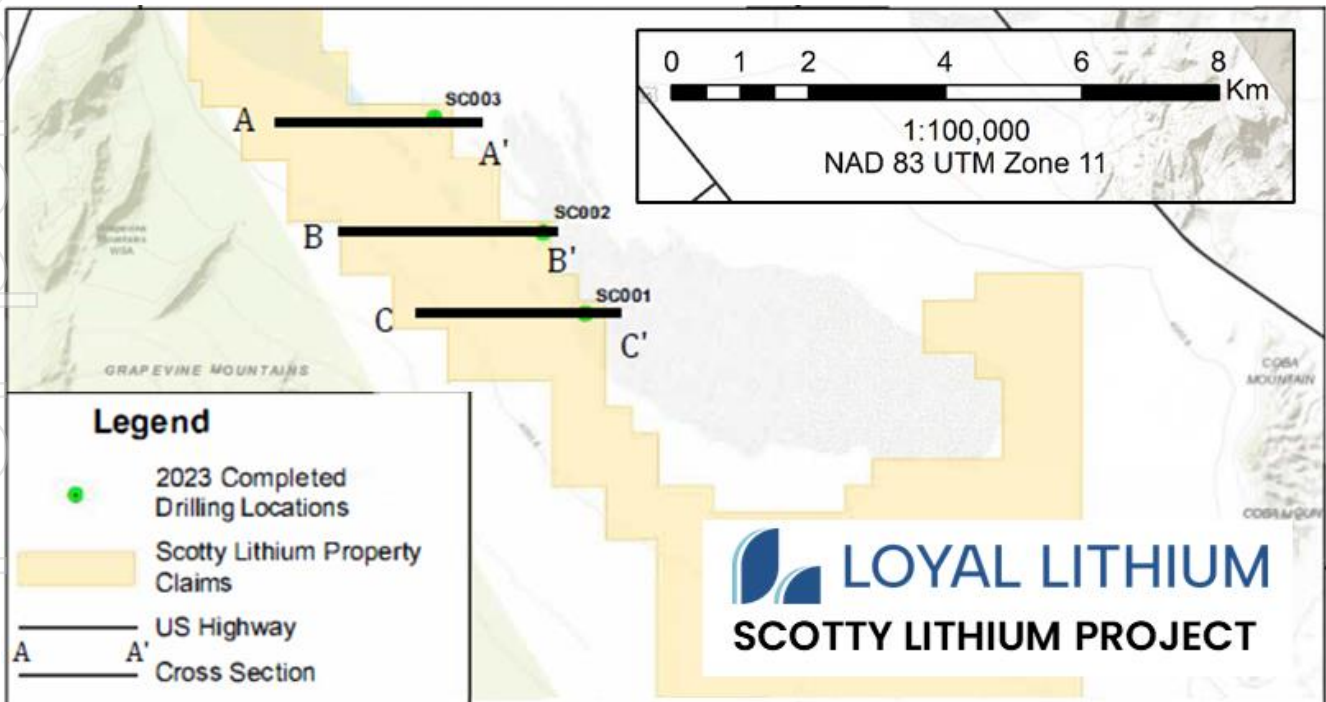 0 1 2 4 6 8
Km
1:100,000
NAD 83 UTM Zone 11
SC003
A
A'
SC002
B
B'
SC001
C
C'
GRAPEVINE MOUNTAINS
COBA
MOUNTAIN
Legend
2023 Completed
Drilling Locations
Scotty Lithium Property
Claims
US Highway
A A'
Cross Section
LOYAL LITHIUM
SCOTTY LITHIUM PROJECT